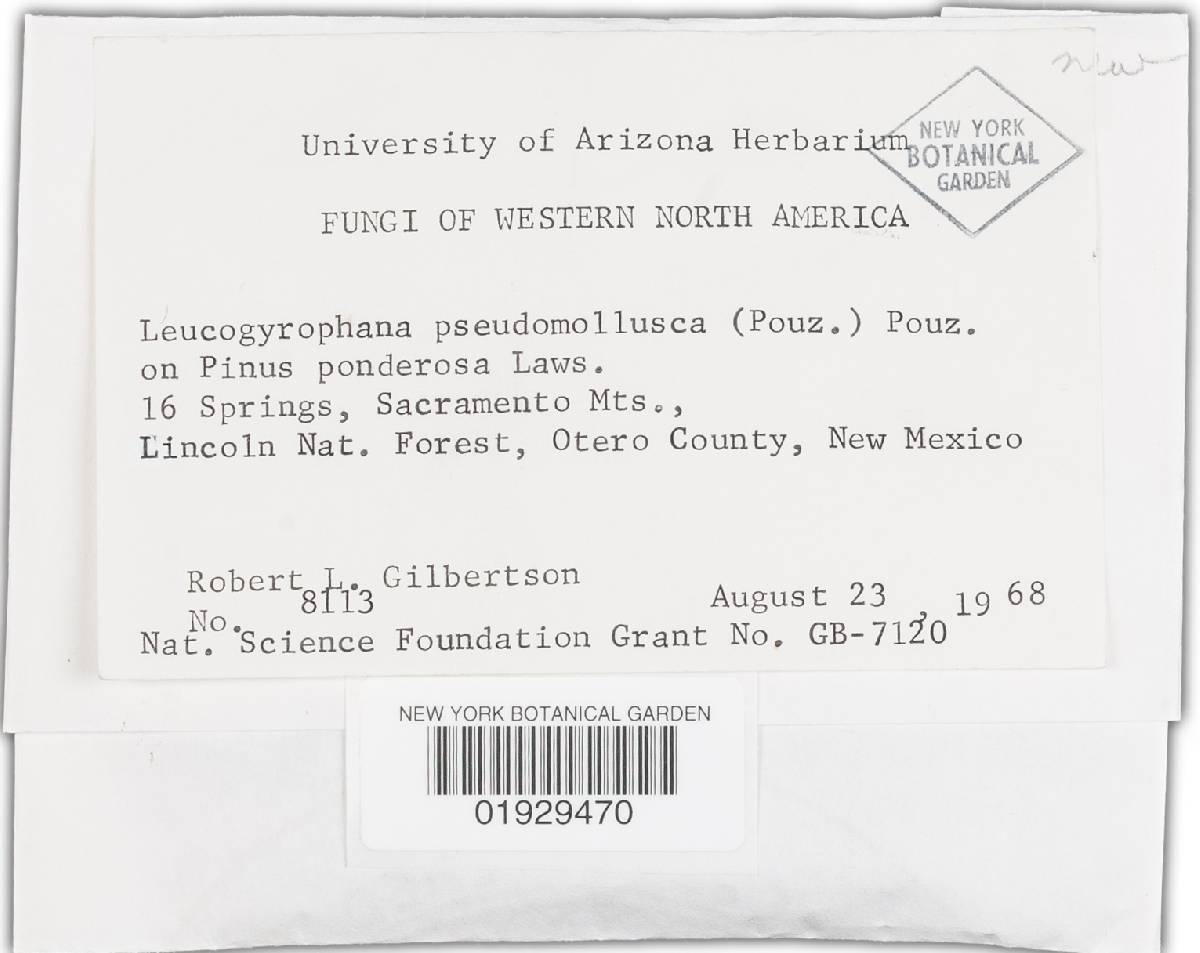 University of Arizona Herbarium
NEW YORK
BOTANICAL
GARDEN
FUNGI OF WESTERN NORTH AMERICA
Leucogyrophana pseudomollusca (Pouz.) Pouz.
on Pinus ponderosa Laws.
16 Springs, Sacramento Mts.,
Lincoln Nat. Forest, Otero County, New Mexico
Robert L. Gilbertson
No. 8113
August 23, 1968
Nat. Science Foundation Grant No. GB-7120
NEW YORK BOTANICAL GARDEN
01929470